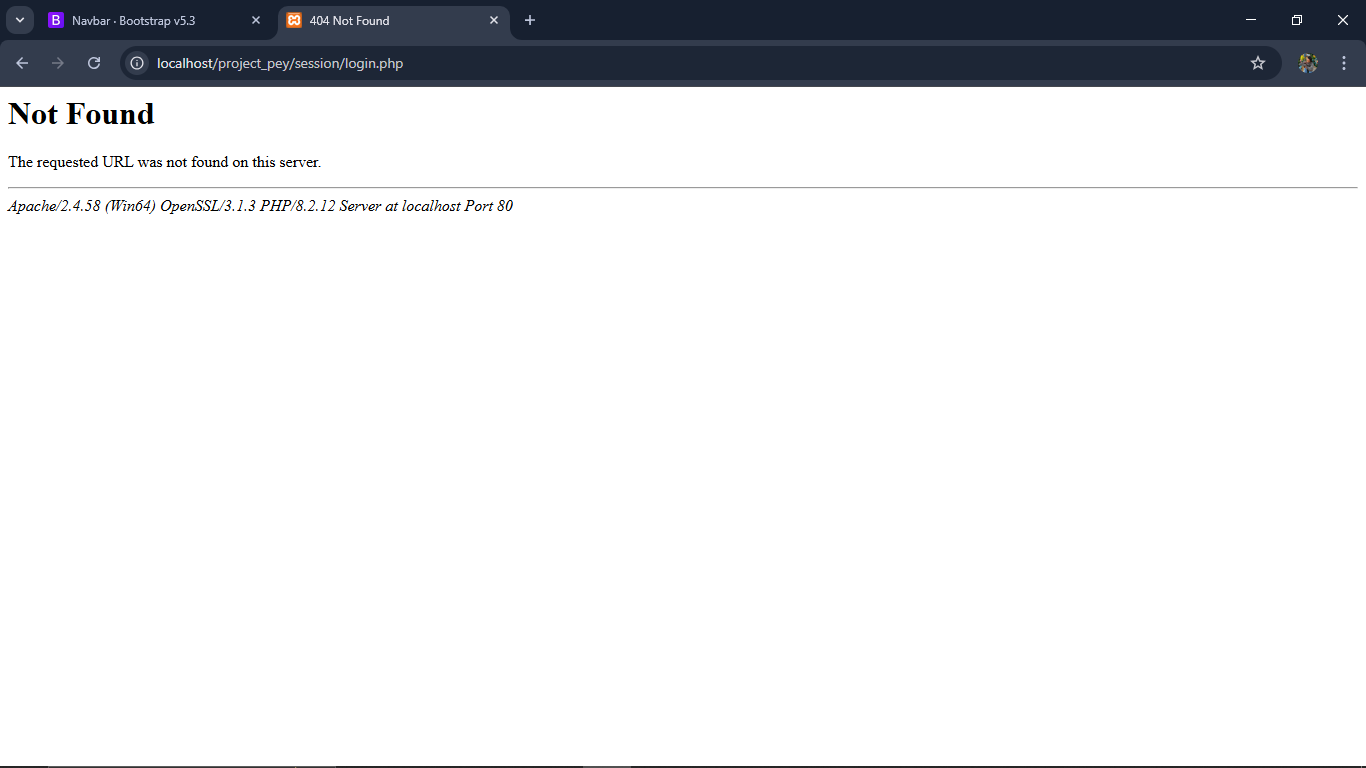 Navbar · Bootstrap v5.3
404 Not Found
localhost/project_pey/session/login.php
Not Found
The requested URL was not found on this server.
Apache/2.4.58 (Win64) OpenSSL/3.1.3 PHP/8.2.12 Server at localhost Port 80